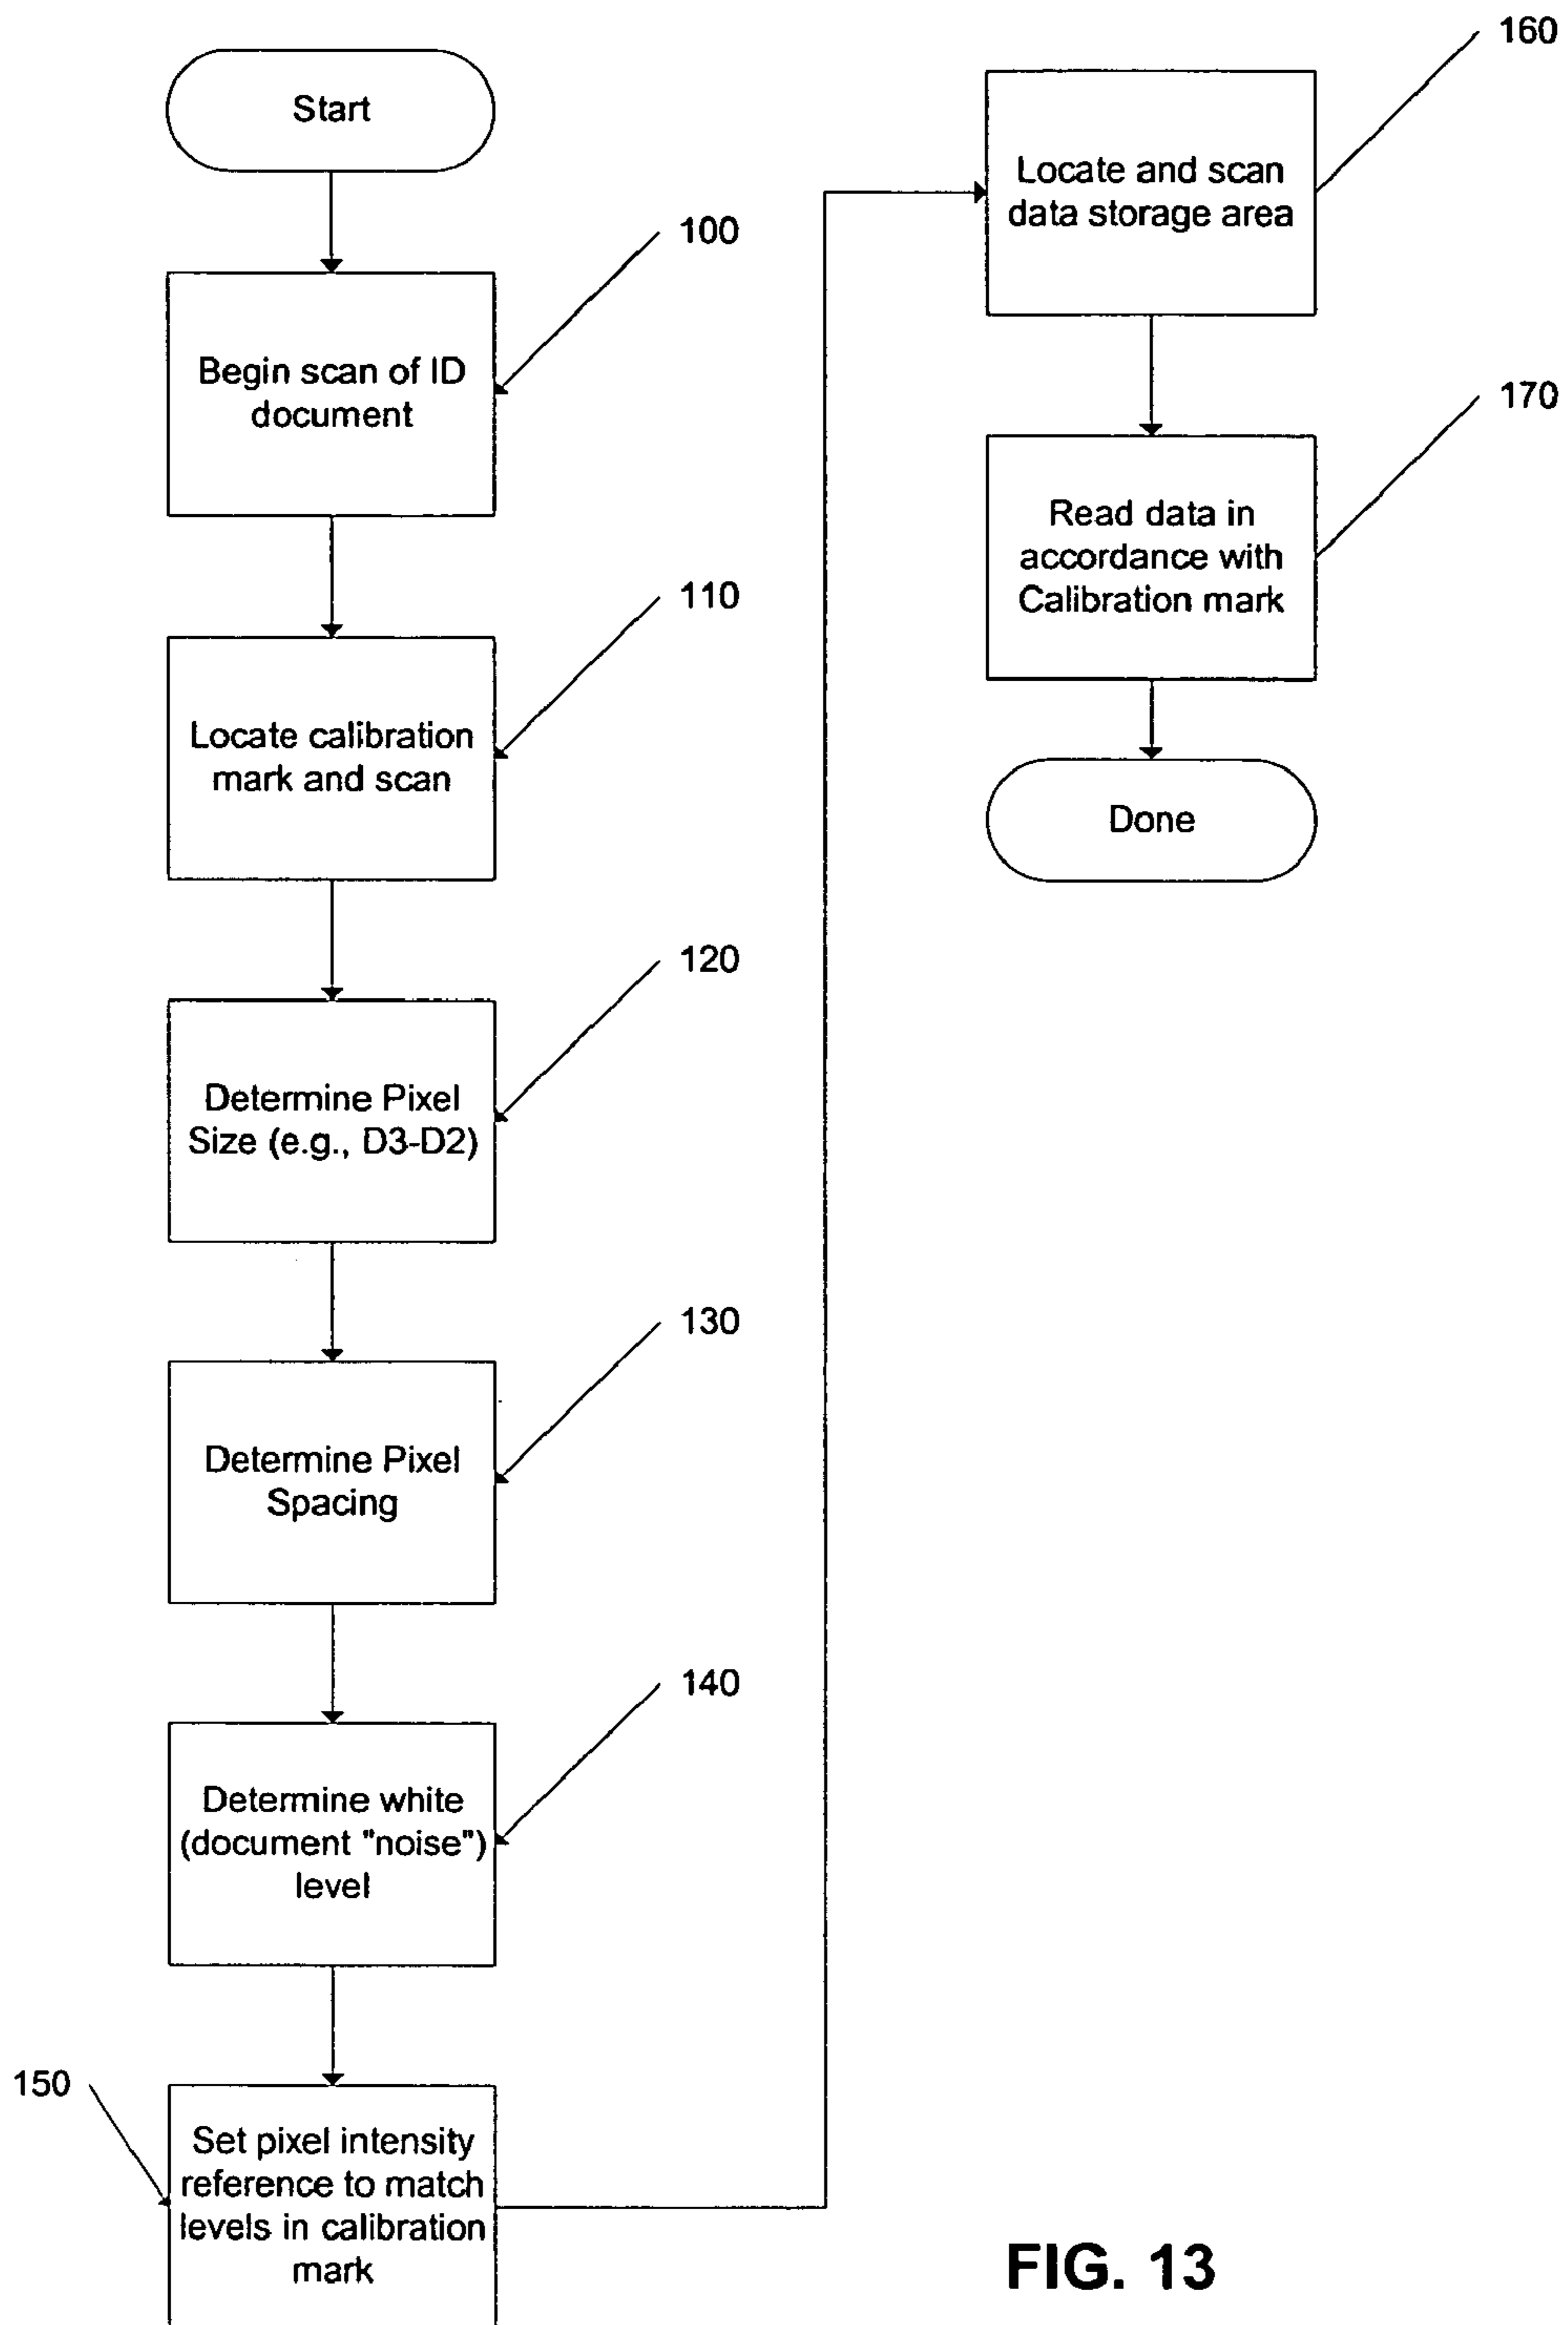 Start
100
Begin scan of ID
document
110
Locate calibration
mark and scan
120
Determine Pixel
Size (e.g., D3-D2)
130
Determine Pixel
Spacing
140
Determine white
(document "noise")
level
150
Set pixel intensity
reference to match
levels in calibration
mark
160
Locate and scan
data storage area
170
Read data in
accordance with
Calibration mark
Done
FIG. 13